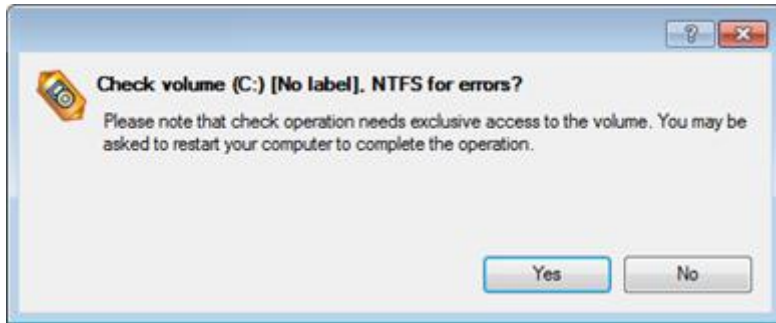 Check volume (C:) [No label], NTFS for errors?
Please note that check operation needs exclusive access to the volume. You may be
asked to restart your computer to complete the operation.
Yes No